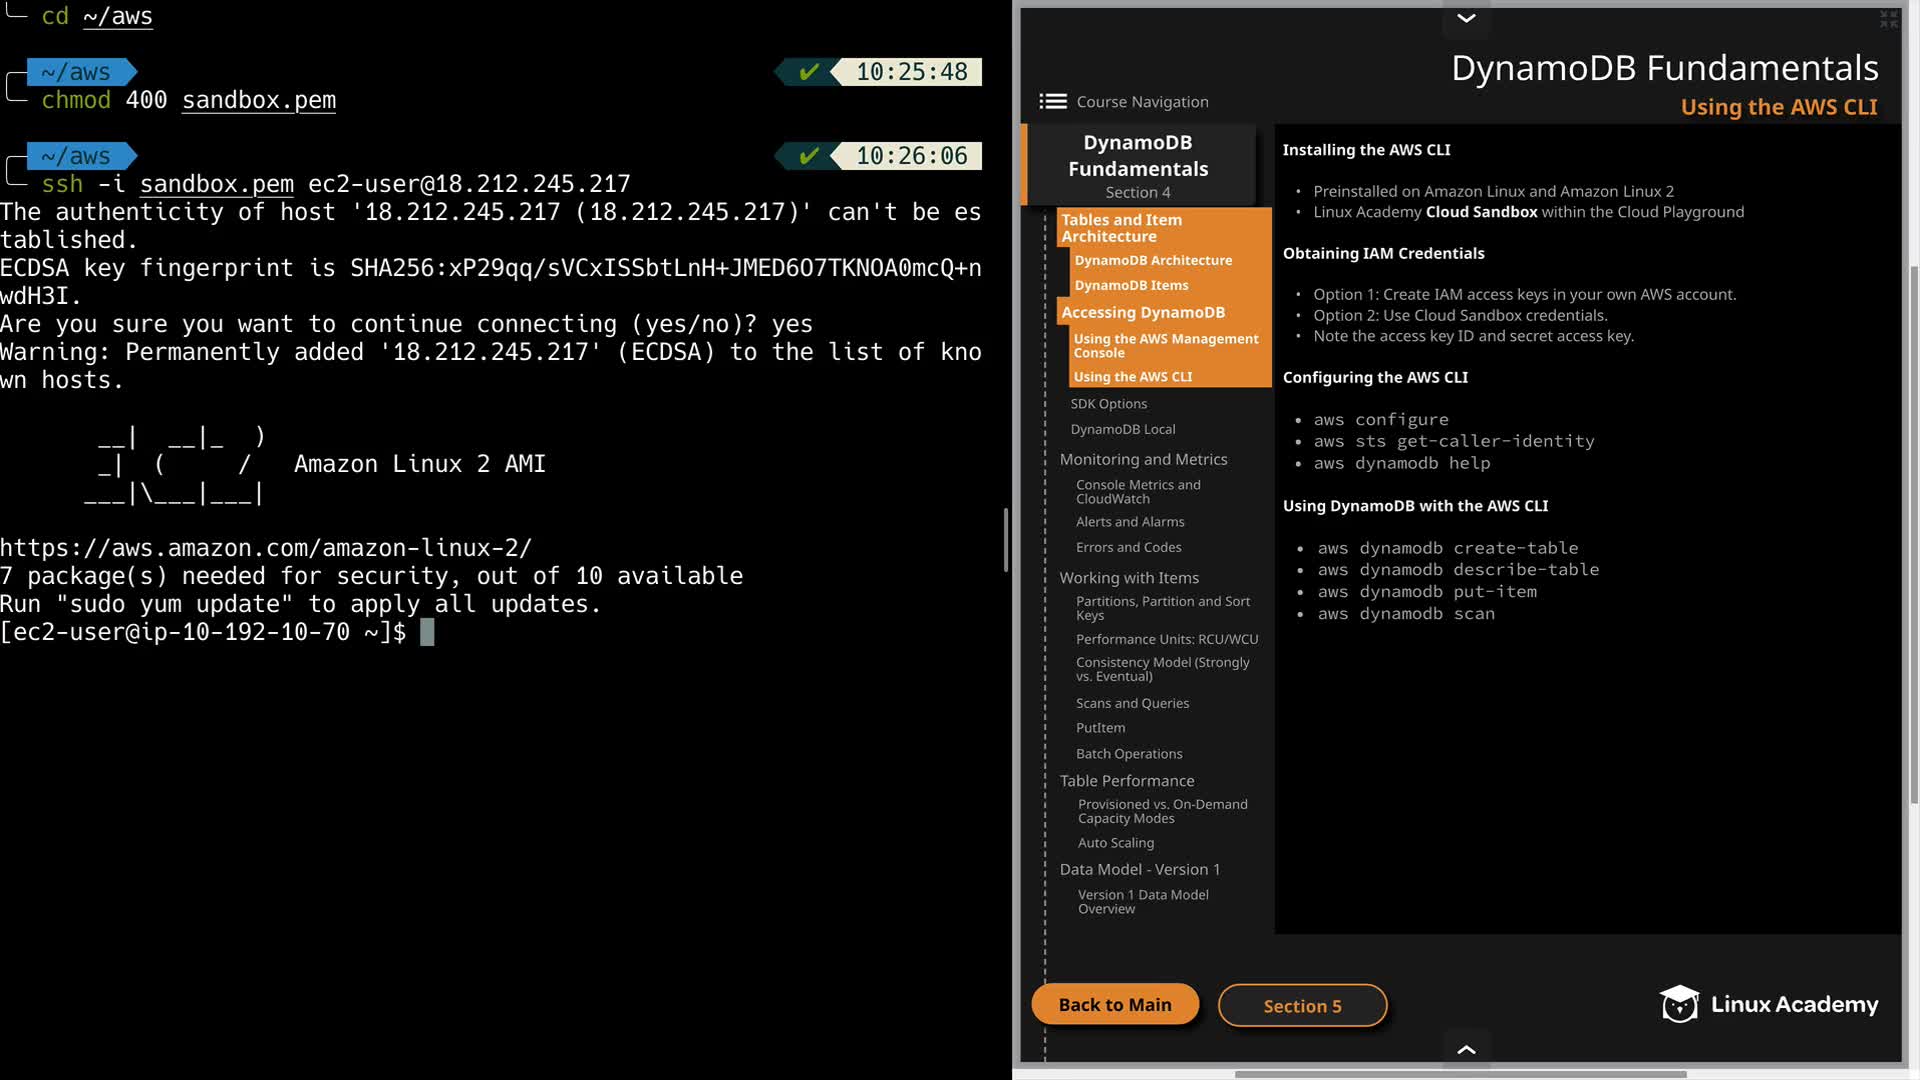 cd ~/aws
~/aws ✔ 10:25:48
chmod 400 sandbox.pem
~/aws ✔ 10:26:06
ssh -i sandbox.pem ec2-user@18.212.245.217
The authenticity of host '18.212.245.217 (18.212.245.217)' can't be es
tablished.
ECDSA key fingerprint is SHA256:xP29qq/sVCxISSbtLnH+JMED6O7TKNOA0mcQ+n
wdH3I.
Are you sure you want to continue connecting (yes/no)? yes
Warning: Permanently added '18.212.245.217' (ECDSA) to the list of kno
wn hosts.
__|  __|_  )
_|  (     /   Amazon Linux 2 AMI
___|\___|___|
https://aws.amazon.com/amazon-linux-2/
7 package(s) needed for security, out of 10 available
Run "sudo yum update" to apply all updates.
[ec2-user@ip-10-192-10-70 ~]$
DynamoDB Fundamentals
Using the AWS CLI
Course Navigation
DynamoDB
Fundamentals
Section 4
Tables and Item
Architecture
DynamoDB Architecture
DynamoDB Items
Accessing DynamoDB
Using the AWS Management
Console
Using the AWS CLI
SDK Options
DynamoDB Local
Monitoring and Metrics
Console Metrics and
CloudWatch
Alerts and Alarms
Errors and Codes
Working with Items
Partitions, Partition and Sort
Keys
Performance Units: RCU/WCU
Consistency Model (Strongly
vs. Eventual)
Scans and Queries
PutItem
Batch Operations
Table Performance
Provisioned vs. On-Demand
Capacity Modes
Auto Scaling
Data Model - Version 1
Version 1 Data Model
Overview
Installing the AWS CLI
• Preinstalled on Amazon Linux and Amazon Linux 2
• Linux Academy Cloud Sandbox within the Cloud Playground
Obtaining IAM Credentials
• Option 1: Create IAM access keys in your own AWS account.
• Option 2: Use Cloud Sandbox credentials.
• Note the access key ID and secret access key.
Configuring the AWS CLI
• aws configure
• aws sts get-caller-identity
• aws dynamodb help
Using DynamoDB with the AWS CLI
• aws dynamodb create-table
• aws dynamodb describe-table
• aws dynamodb put-item
• aws dynamodb scan
Back to Main
Section 5
Linux Academy